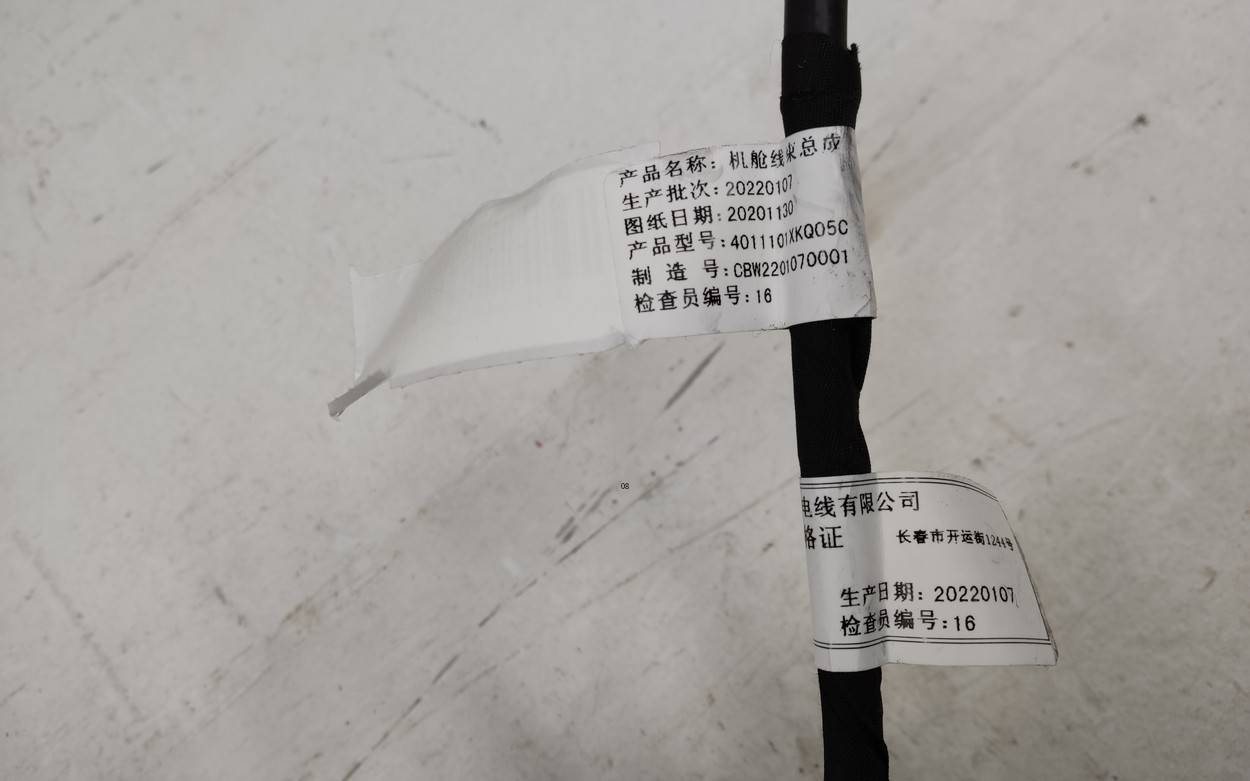 产品名称：机舱线束总成
生产批次：20220107
图纸日期：20201130
产品型号：4011101XKQ05C
制 造 号：CBW2201070001
检查员编号：16
08
电线有限公司
格证 长春市开运街1244号
生产日期：20220107
检查员编号：16